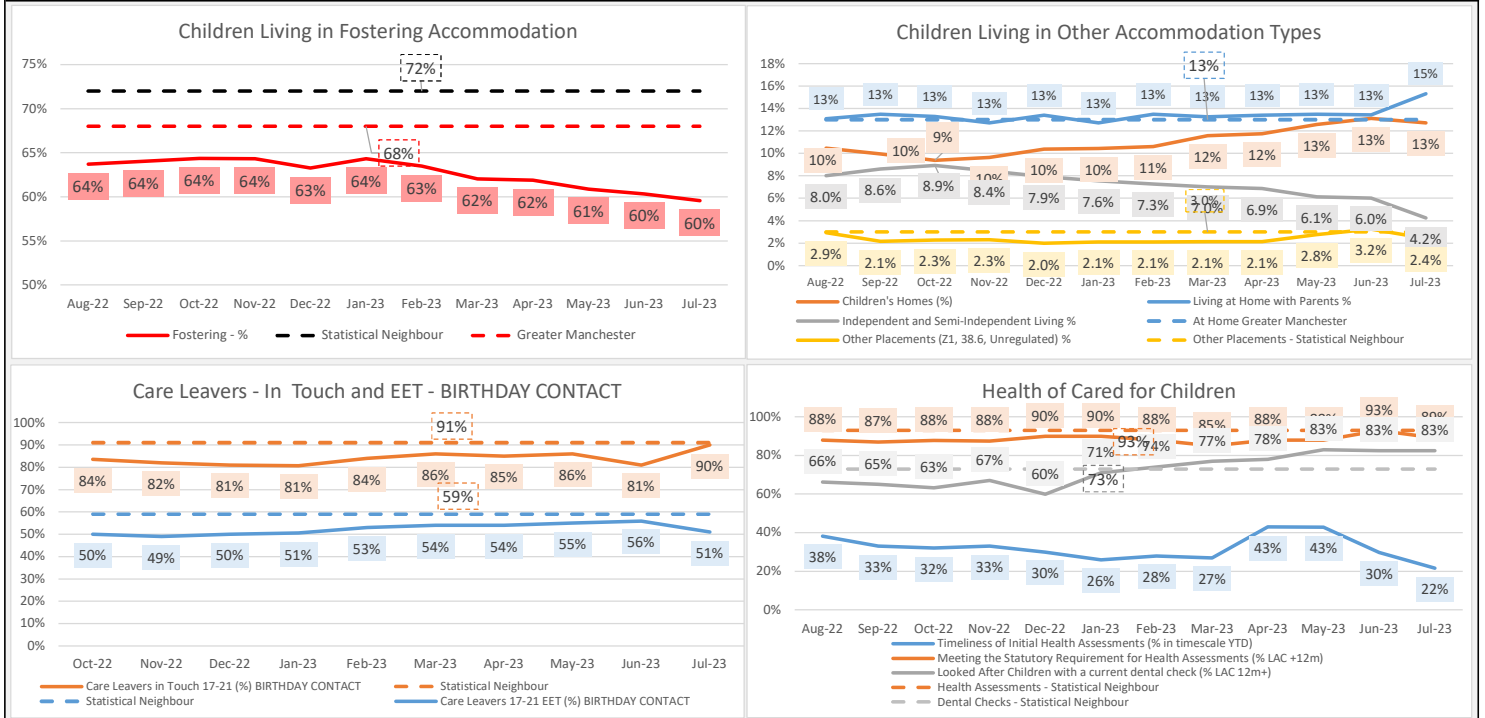 Children Living in Fostering Accommodation
75%
70%
65%
60%
55%
50%
72%
68%
64% 64% 64% 64% 63% 64% 63% 62% 62% 61% 60% 60%
Aug-22 Sep-22 Oct-22 Nov-22 Dec-22 Jan-23 Feb-23 Mar-23 Apr-23 May-23 Jun-23 Jul-23
Fostering - % Statistical Neighbour Greater Manchester
Children Living in Other Accommodation Types
18%
16%
14%
12%
10%
8%
6%
4%
2%
0%
13%
13% 13% 13% 13% 13% 13% 13% 13% 13% 13% 13% 15%
9%
10% 10% 10% 10% 10% 11% 12% 12% 13% 13% 13%
8.0% 8.6% 8.9% 8.4% 7.9% 7.6% 7.3% 7.0% 6.9% 6.1% 6.0% 4.2%
3.0%
2.9% 2.1% 2.3% 2.3% 2.0% 2.1% 2.1% 2.1% 2.1% 2.8% 3.2% 2.4%
Aug-22 Sep-22 Oct-22 Nov-22 Dec-22 Jan-23 Feb-23 Mar-23 Apr-23 May-23 Jun-23 Jul-23
Children's Homes (%) Living at Home with Parents %
Independent and Semi-Independent Living % At Home Greater Manchester
Other Placements (Z1, 38.6, Unregulated) % Other Placements - Statistical Neighbour
Care Leavers - In Touch and EET - BIRTHDAY CONTACT
100%
90%
80%
70%
60%
50%
40%
30%
20%
10%
0%
91%
84% 82% 81% 81% 84% 86% 85% 86% 81% 90%
59%
50% 49% 50% 51% 53% 54% 54% 55% 56% 51%
Oct-22 Nov-22 Dec-22 Jan-23 Feb-23 Mar-23 Apr-23 May-23 Jun-23 Jul-23
Care Leavers in Touch 17-21 (%) BIRTHDAY CONTACT Statistical Neighbour
Statistical Neighbour Care Leavers 17-21 EET (%) BIRTHDAY CONTACT
Health of Cared for Children
100%
80%
60%
40%
20%
0%
88% 87% 88% 88% 90% 90% 88% 85% 88% 93%
93%
66% 65% 63% 67% 60% 71% 74% 77% 78% 83% 83% 83%
73%
38% 33% 32% 33% 30% 26% 28% 27% 43% 43% 30% 22%
Aug-22 Sep-22 Oct-22 Nov-22 Dec-22 Jan-23 Feb-23 Mar-23 Apr-23 May-23 Jun-23 Jul-23
Timeliness of Initial Health Assessments (% in timescale YTD)
Meeting the Statutory Requirement for Health Assessments (% LAC +12m)
Looked After Children with a current dental check (% LAC 12m+)
Health Assessments - Statistical Neighbour
Dental Checks - Statistical Neighbour